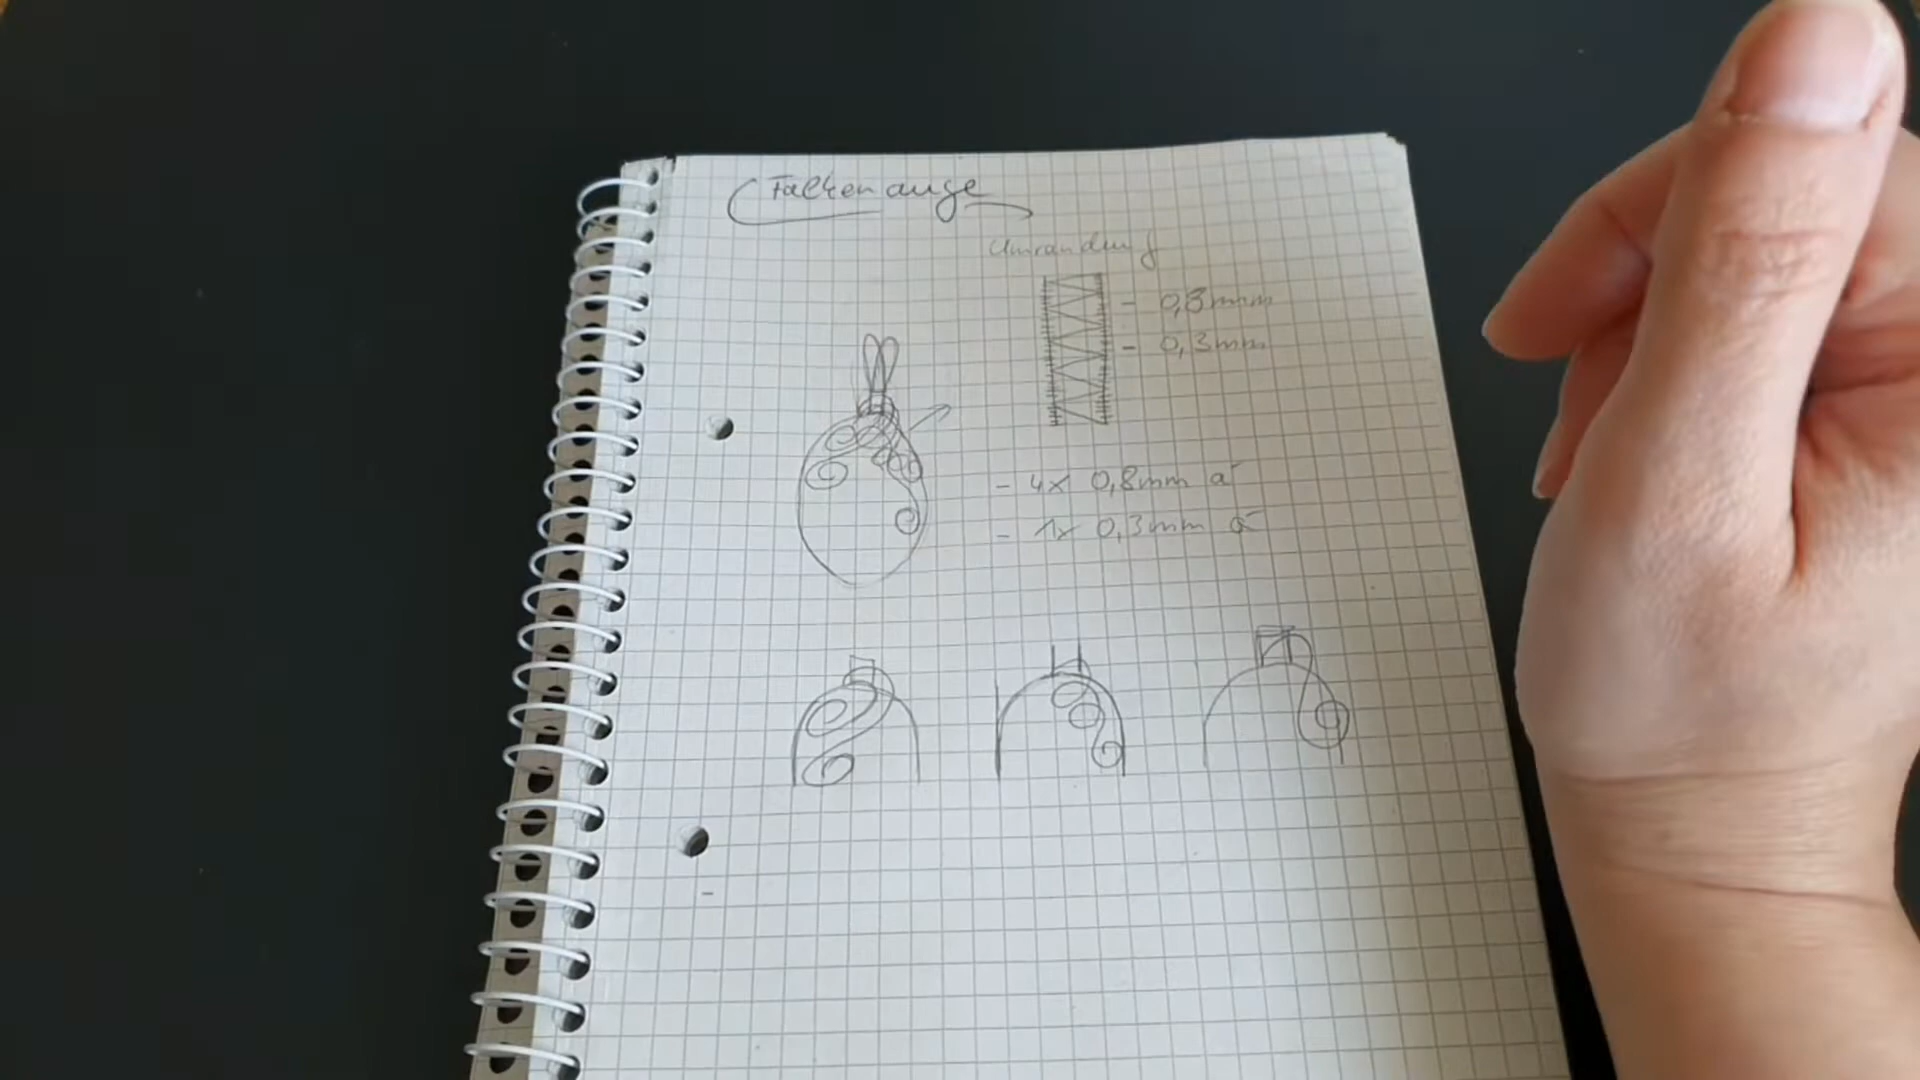 Falkenauge
Umrandung
- 0,8mm
- 0,3mm
- 4x 0,8mm á
- 1x 0,3mm á
-